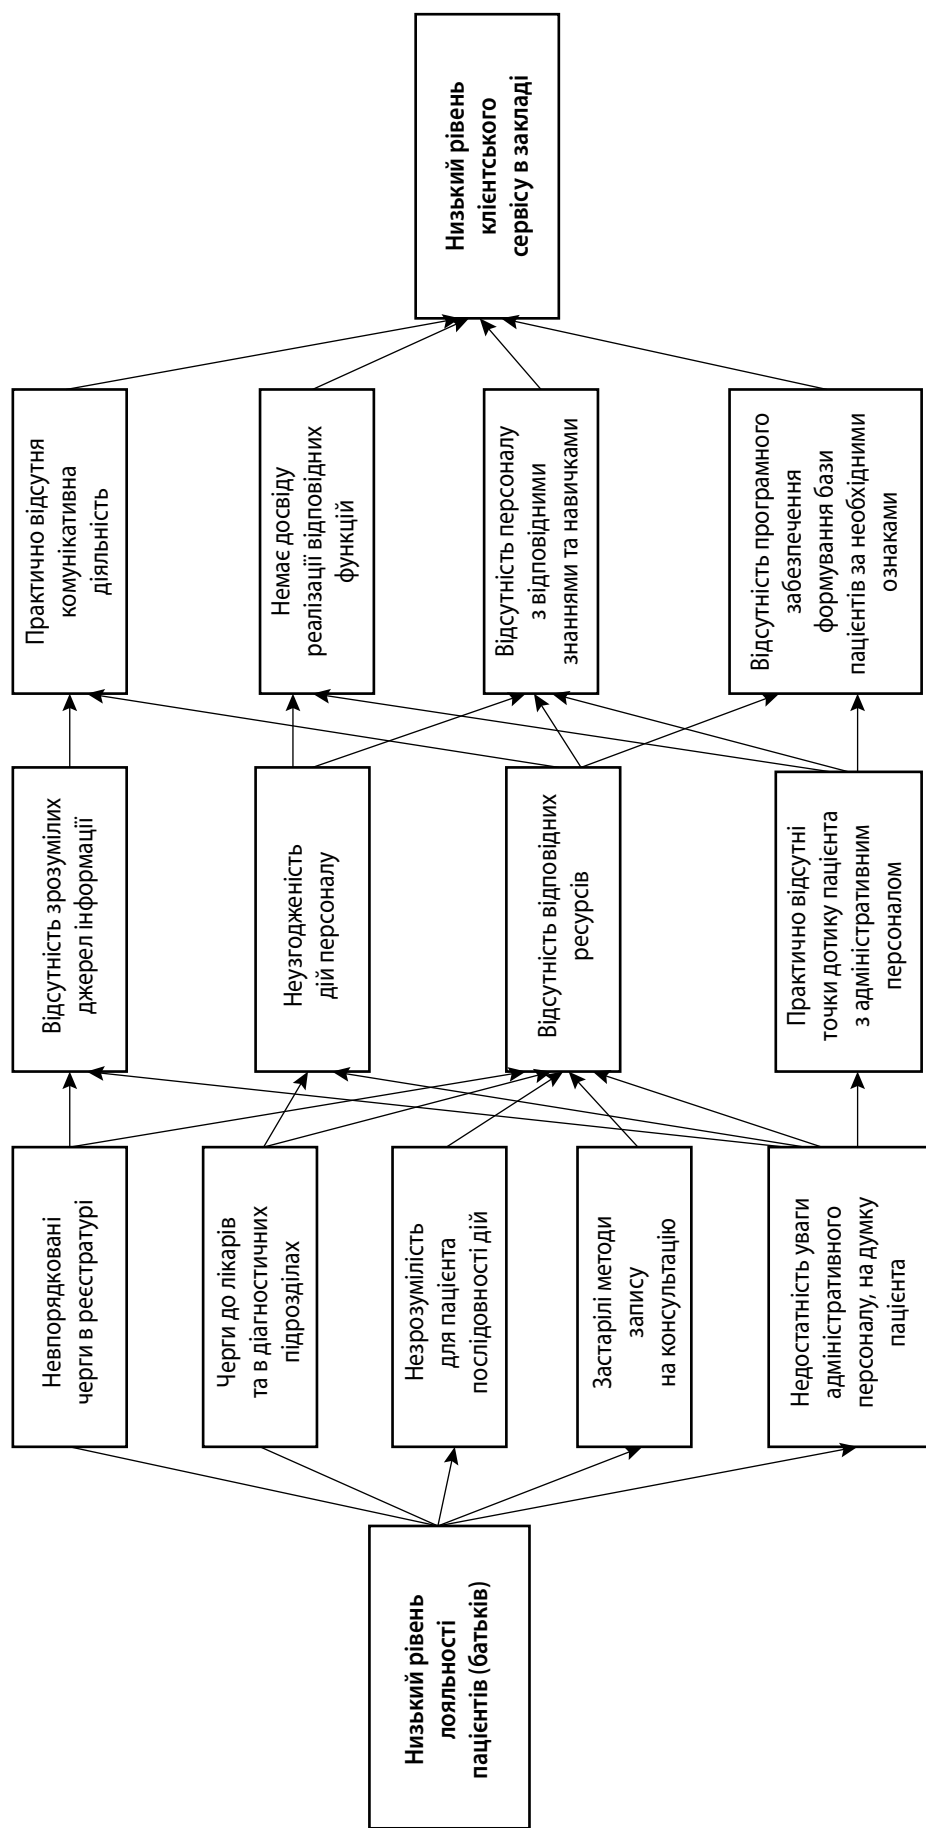 Низький рівень
лояльності
пацієнтів (батьків)
Невпорядковані
черги в реєстратурі
Черги до лікарів
та в діагностичних
підрозділах
Незрозумілість
для пацієнта
послідовності дій
Застарілі методи
запису
на консультацію
Недостатність уваги
адміністративного
персоналу, на думку
пацієнта
Відсутність зрозумілих
джерел інформації
Неузгодженість
дій персоналу
Відсутність відповідних
ресурсів
Практично відсутні
точки дотику пацієнта
з адміністративним
персоналом
Практично відсутня
комунікативна
діяльність
Немає досвіду
реалізації відповідних
функцій
Відсутність персоналу
з відповідними
знаннями та навичками
Відсутність програмного
забезпечення
формування бази
пацієнтів за необхідними
ознаками
Низький рівень
клієнтського
сервісу в закладі